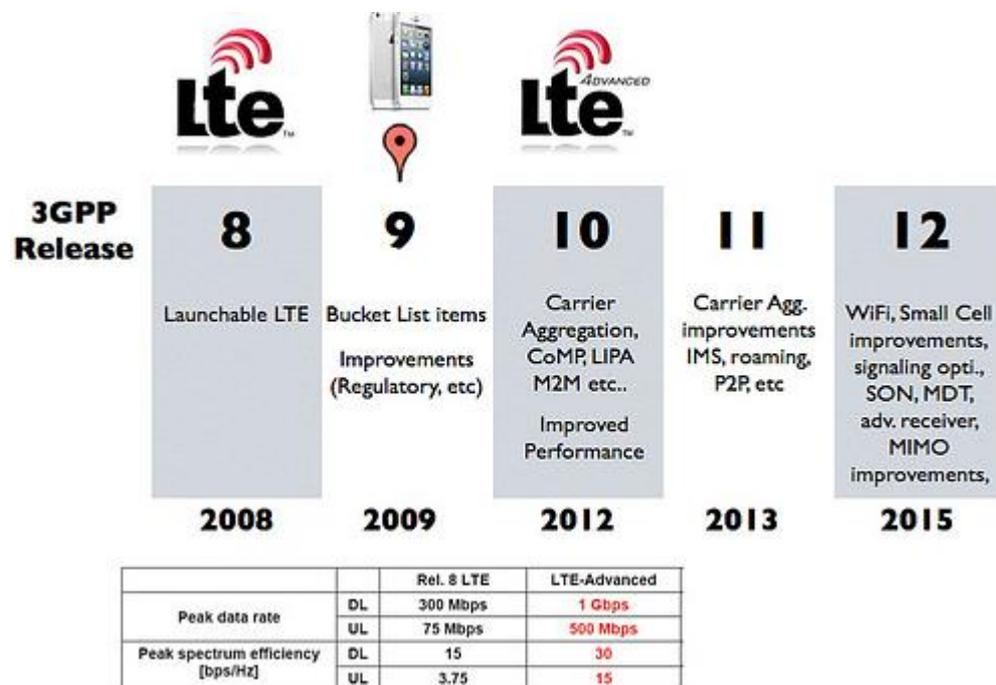 Lte™
ADVANCED
Lte™
3GPP
Release
8
9
10
11
12
Launchable LTE
Bucket List items
Improvements
(Regulatory, etc)
Carrier
Aggregation,
CoMP, LIPA
M2M etc..
Improved
Performance
Carrier Agg.
improvements
IMS, roaming,
P2P, etc
WiFi, Small Cell
improvements,
signaling opti.,
SON, MDT,
adv. receiver,
MIMO
improvements,
2008 2009 2012 2013 2015
Rel. 8 LTE LTE-Advanced
Peak data rate
DL 300 Mbps 1 Gbps
UL 75 Mbps 500 Mbps
Peak spectrum efficiency
[bps/Hz]
DL 15 30
UL 3.75 15